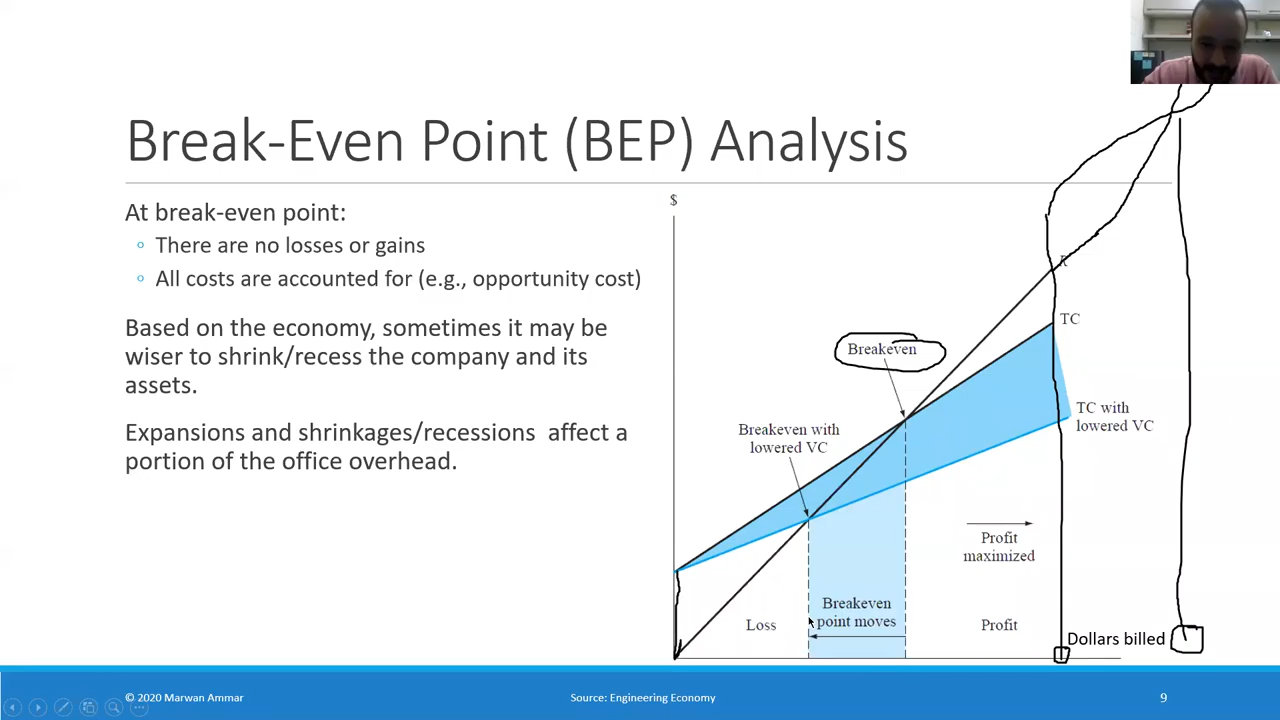 Break-Even Point (BEP) Analysis
At break-even point:
There are no losses or gains
All costs are accounted for (e.g., opportunity cost)
Based on the economy, sometimes it may be
wiser to shrink/recess the company and its
assets.
Expansions and shrinkages/recessions  affect a
portion of the office overhead.
$
R
TC
Breakeven
TC with
lowered VC
Breakeven with
lowered VC
Profit
maximized
Breakeven
point moves
Loss
Profit
Dollars billed
© 2020 Marwan Ammar
Source: Engineering Economy
9